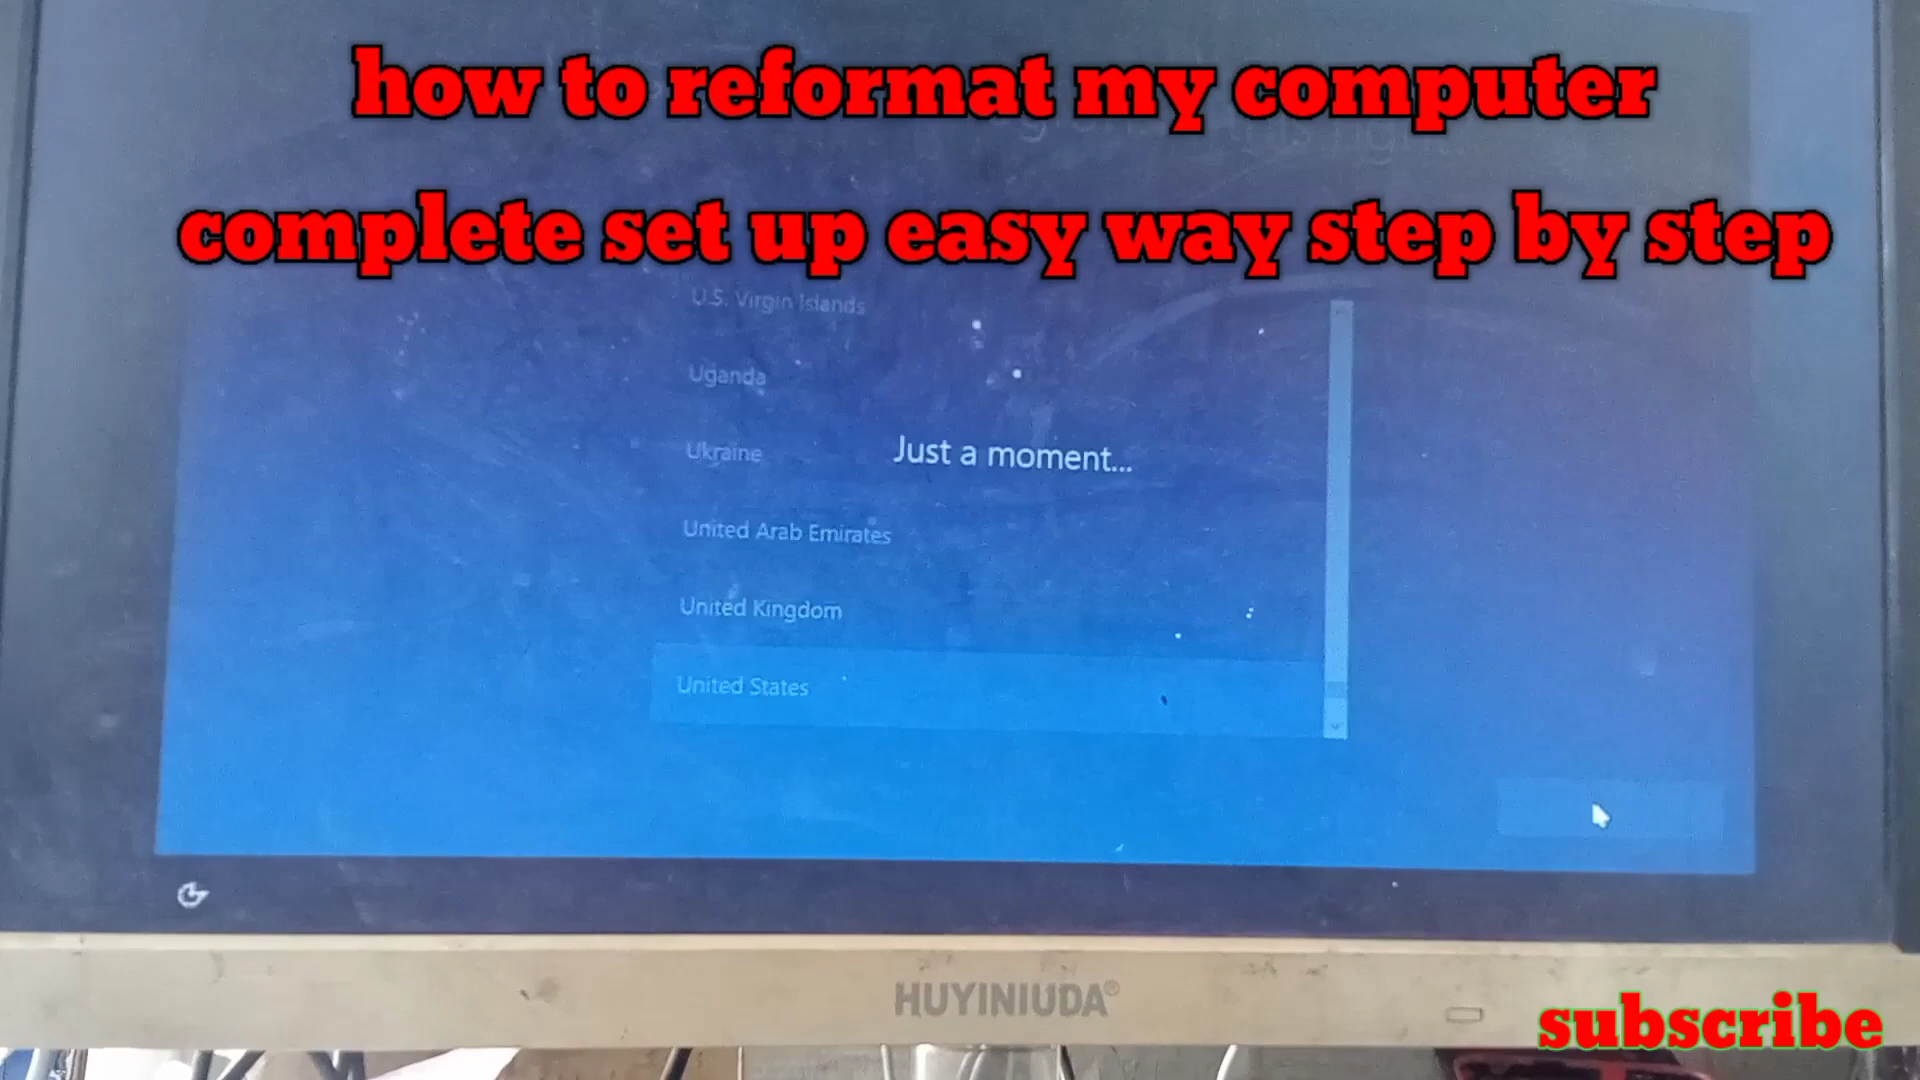 how to reformat my computer
complete set up easy way step by step
U.S. Virgin Islands
Uganda
Ukraine
Just a moment...
United Arab Emirates
United Kingdom
United States
HUYINIUDA®
subscribe